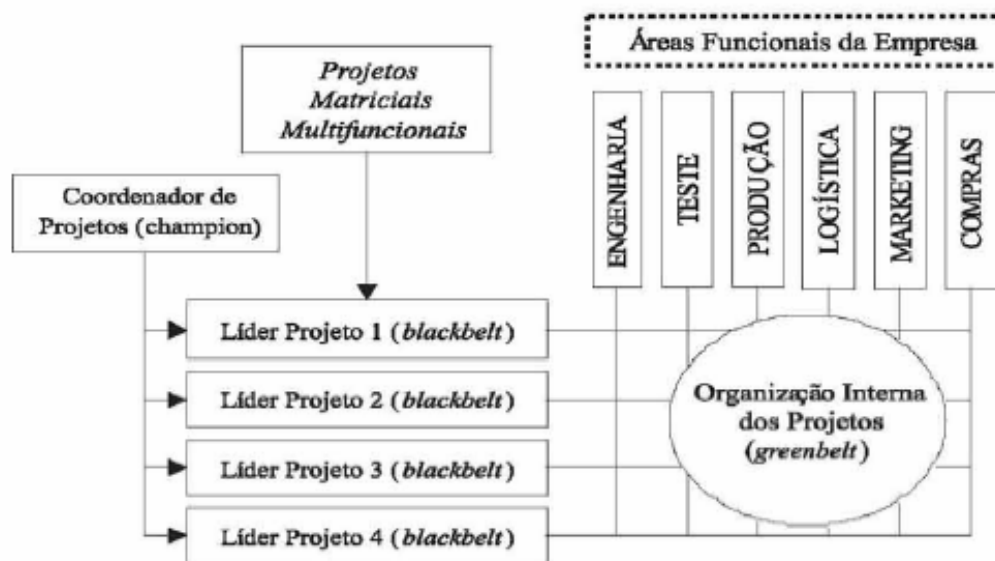 Áreas Funcionais da Empresa
Projetos
Matriciais
Multifuncionais
ENGENHARIA
TESTE
PRODUÇÃO
LOGÍSTICA
MARKETING
COMPRAS
Coordenador de
Projetos (champion)
Líder Projeto 1 (blackbelt)
Líder Projeto 2 (blackbelt)
Líder Projeto 3 (blackbelt)
Líder Projeto 4 (blackbelt)
Organização Interna
dos Projetos
(greenbelt)